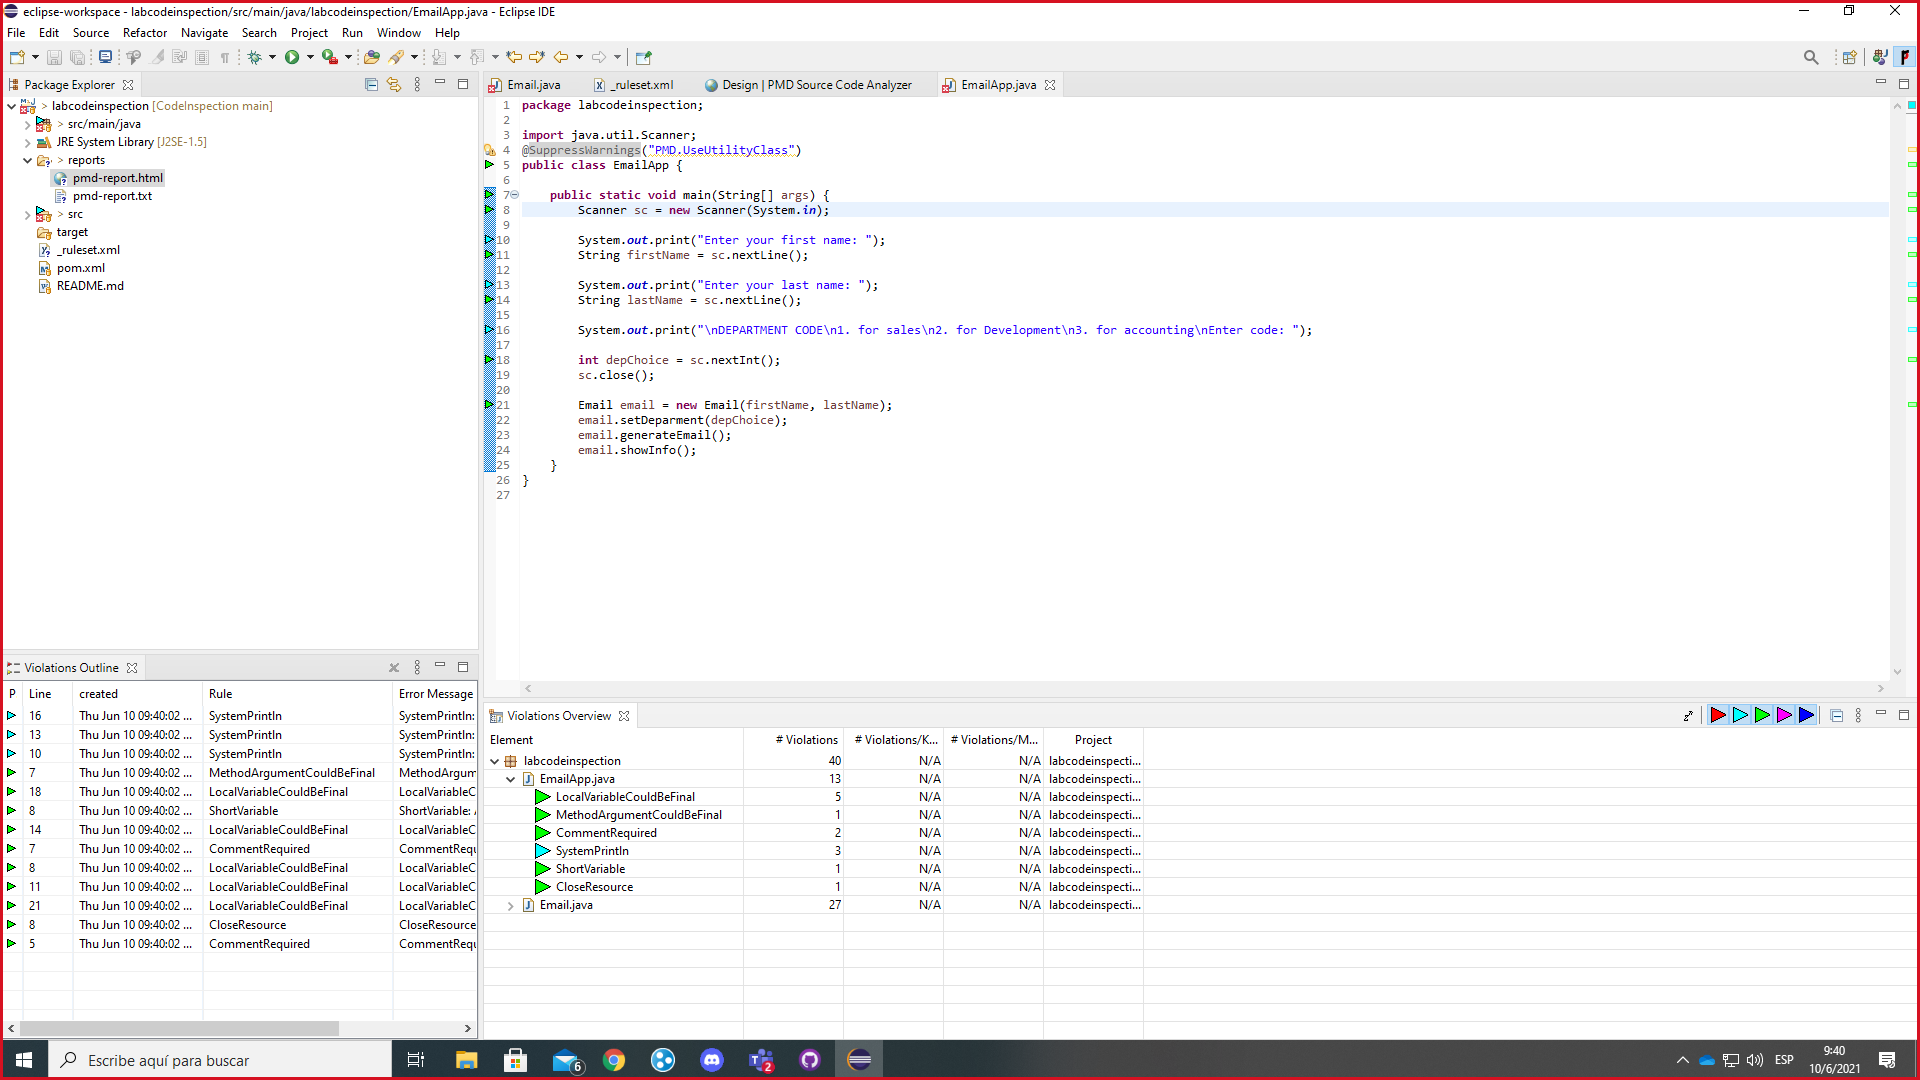 eclipse-workspace - labcodeinspection/src/main/java/labcodeinspection/EmailApp.java - Eclipse IDE
File Edit Source Refactor Navigate Search Project Run Window Help
Package Explorer
> labcodeinspection [CodeInspection main]
> src/main/java
JRE System Library [J2SE-1.5]
> reports
pmd-report.html
pmd-report.txt
> src
target
_ruleset.xml
pom.xml
README.md
Email.java _ruleset.xml Design | PMD Source Code Analyzer EmailApp.java
1 package labcodeinspection;
2
3 import java.util.Scanner;
4 @SuppressWarnings("PMD.UseUtilityClass")
5 public class EmailApp {
6
7 public static void main(String[] args) {
8 Scanner sc = new Scanner(System.in);
9
10 System.out.print("Enter your first name: ");
11 String firstName = sc.nextLine();
12
13 System.out.print("Enter your last name: ");
14 String lastName = sc.nextLine();
15
16 System.out.print("\nDEPARTMENT CODE\n1. for sales\n2. for Development\n3. for accounting\nEnter code: ");
17
18 int depChoice = sc.nextInt();
19 sc.close();
20
21 Email email = new Email(firstName, lastName);
22 email.setDeparment(depChoice);
23 email.generateEmail();
24 email.showInfo();
25 }
26 }
27
Violations Outline
P Line created Rule Error Message
16 Thu Jun 10 09:40:02 ... SystemPrintln SystemPrintln:
13 Thu Jun 10 09:40:02 ... SystemPrintln SystemPrintln:
10 Thu Jun 10 09:40:02 ... SystemPrintln SystemPrintln:
7 Thu Jun 10 09:40:02 ... MethodArgumentCouldBeFinal MethodArgum
18 Thu Jun 10 09:40:02 ... LocalVariableCouldBeFinal LocalVariableC
8 Thu Jun 10 09:40:02 ... ShortVariable ShortVariable:
14 Thu Jun 10 09:40:02 ... LocalVariableCouldBeFinal LocalVariableC
7 Thu Jun 10 09:40:02 ... CommentRequired CommentRequ
8 Thu Jun 10 09:40:02 ... LocalVariableCouldBeFinal LocalVariableC
11 Thu Jun 10 09:40:02 ... LocalVariableCouldBeFinal LocalVariableC
21 Thu Jun 10 09:40:02 ... LocalVariableCouldBeFinal LocalVariableC
8 Thu Jun 10 09:40:02 ... CloseResource CloseResource
5 Thu Jun 10 09:40:02 ... CommentRequired CommentRequ
Violations Overview
Element # Violations # Violations/K... # Violations/M... Project
labcodeinspection 40 N/A N/A labcodeinspecti...
EmailApp.java 13 N/A N/A labcodeinspecti...
LocalVariableCouldBeFinal 5 N/A N/A labcodeinspecti...
MethodArgumentCouldBeFinal 1 N/A N/A labcodeinspecti...
CommentRequired 2 N/A N/A labcodeinspecti...
SystemPrintln 3 N/A N/A labcodeinspecti...
ShortVariable 1 N/A N/A labcodeinspecti...
CloseResource 1 N/A N/A labcodeinspecti...
Email.java 27 N/A N/A labcodeinspecti...
Escribe aquí para buscar
6
2
ESP
9:40
10/6/2021